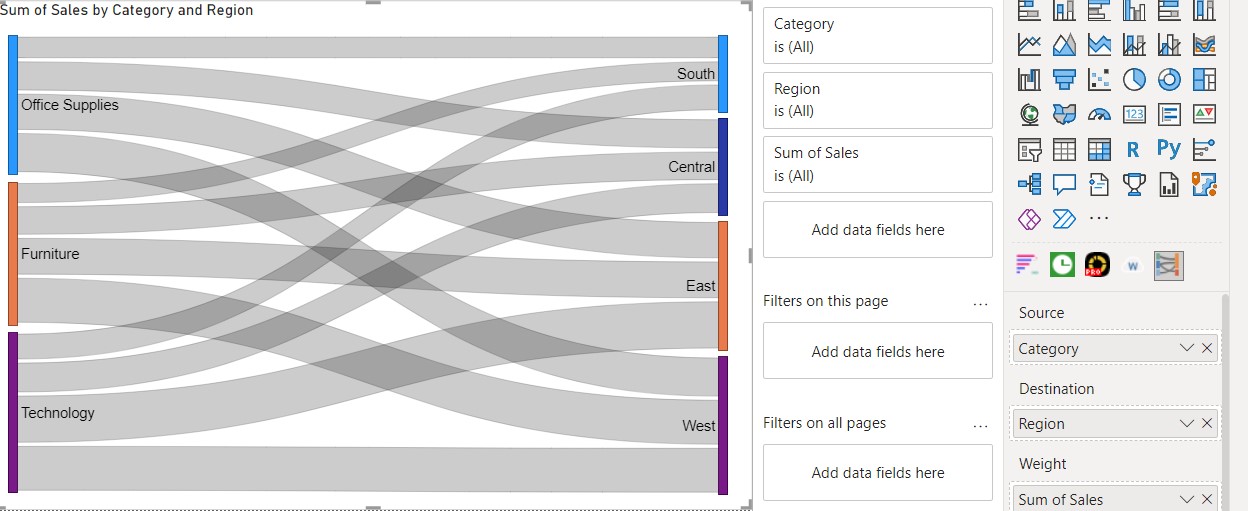 Sum of Sales by Category and Region
Office Supplies
Furniture
Technology
South
Central
East
West
Category
is (All)
Region
is (All)
Sum of Sales
is (All)
Add data fields here
Filters on this page
...
Add data fields here
Filters on all pages
...
Add data fields here
123
R
Py
...
PRO
W
Source
Category
Destination
Region
Weight
Sum of Sales